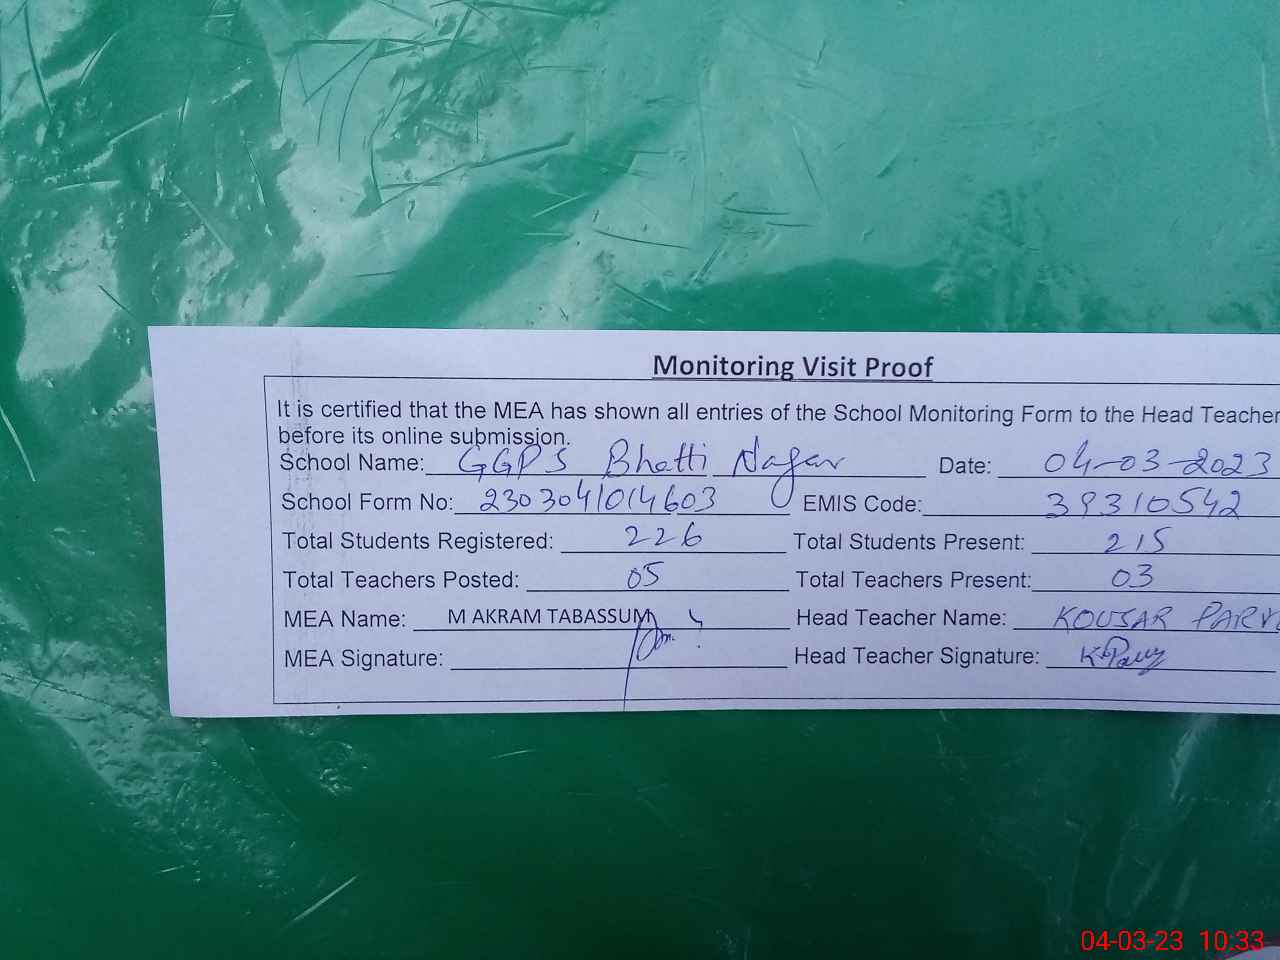 Monitoring Visit Proof
It is certified that the MEA has shown all entries of the School Monitoring Form to the Head Teacher
before its online submission.
School Name: GGPS Bhatti Nagar Date: 04-03-2023
School Form No: 2303041014603 EMIS Code: 39310542
Total Students Registered: 226 Total Students Present: 215
Total Teachers Posted: 05 Total Teachers Present: 03
MEA Name: M AKRAM TABASSUM Head Teacher Name: KOUSAR
MEA Signature: Head Teacher Signature:
04-03-23 10:33